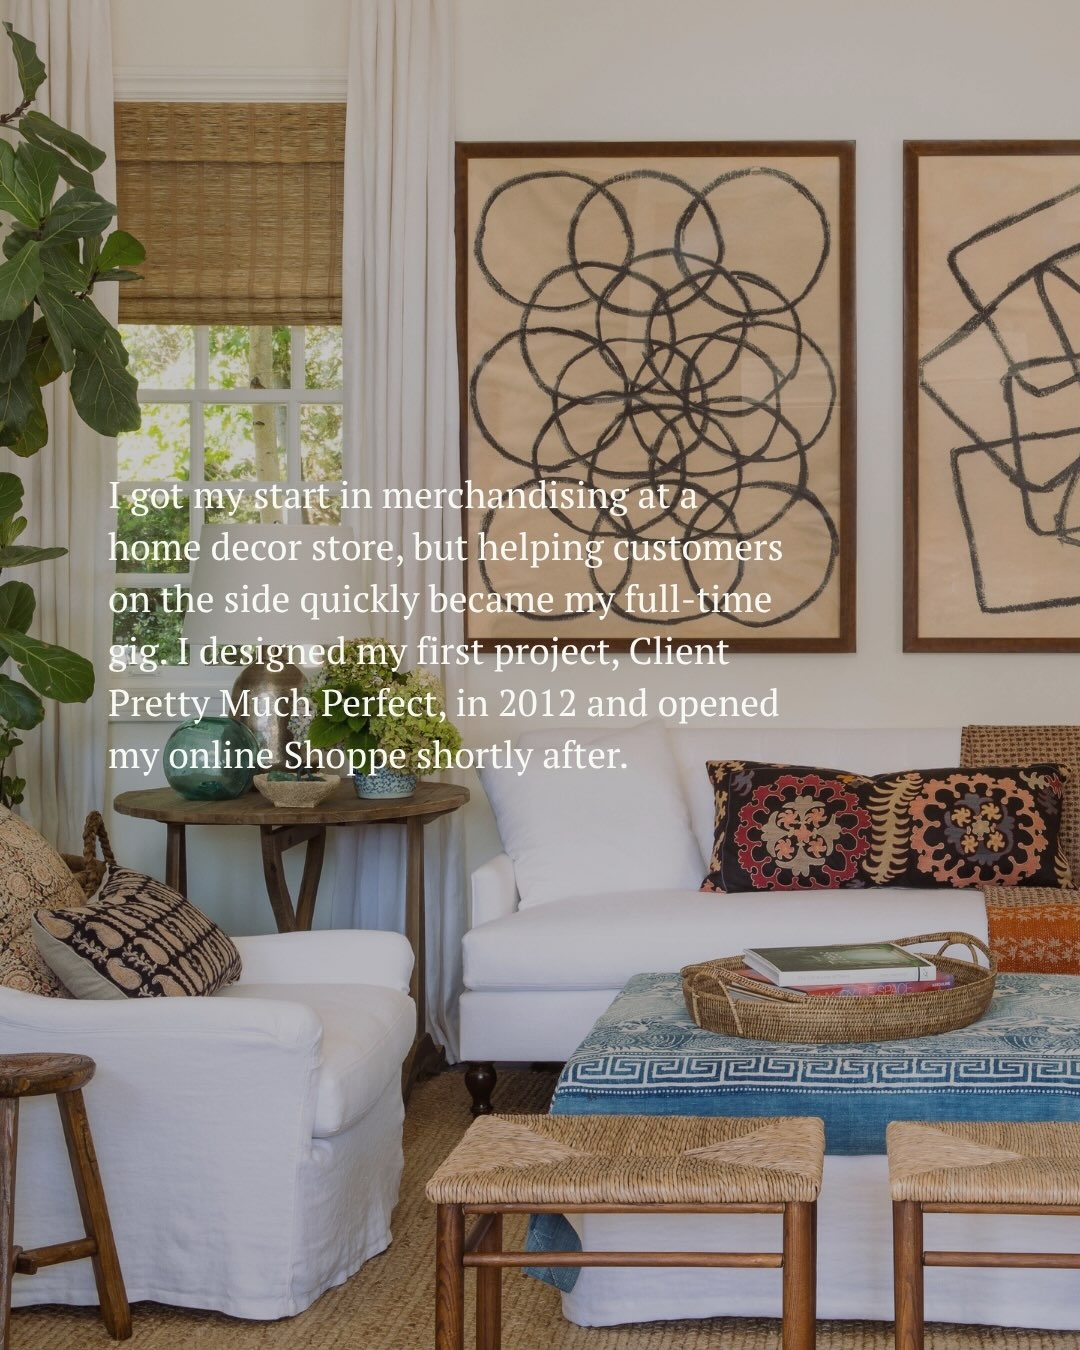 I got my start in merchandising at a
home decor store, but helping customers
on the side quickly became my full-time
gig. I designed my first project, Client
Pretty Much Perfect, in 2012 and opened
my online Shoppe shortly after.